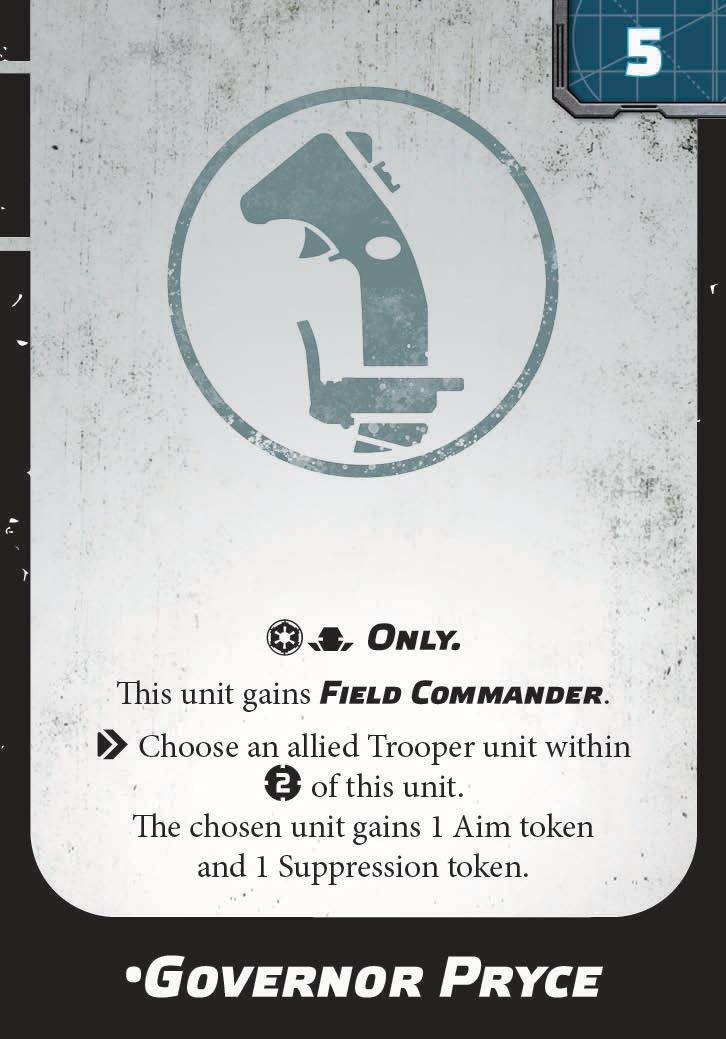 5
Only.
This unit gains Field Commander.
Choose an allied Trooper unit within
2 of this unit.
The chosen unit gains 1 Aim token
and 1 Suppression token.
•Governor Pryce